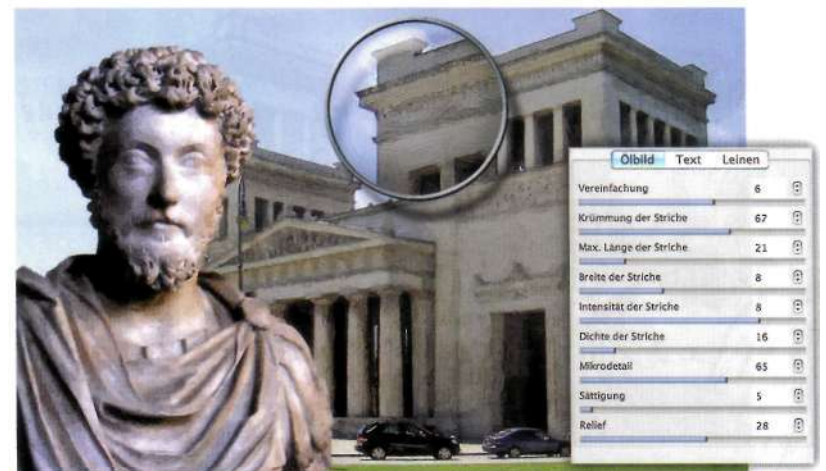 Ölbild Text Leinen
Vereinfachung 6
Krümmung der Striche 67
Max. Länge der Striche 21
Breite der Striche 8
Intensität der Striche 8
Dichte der Striche 16
Mikrodetail 65
Sättigung 5
Relief 28